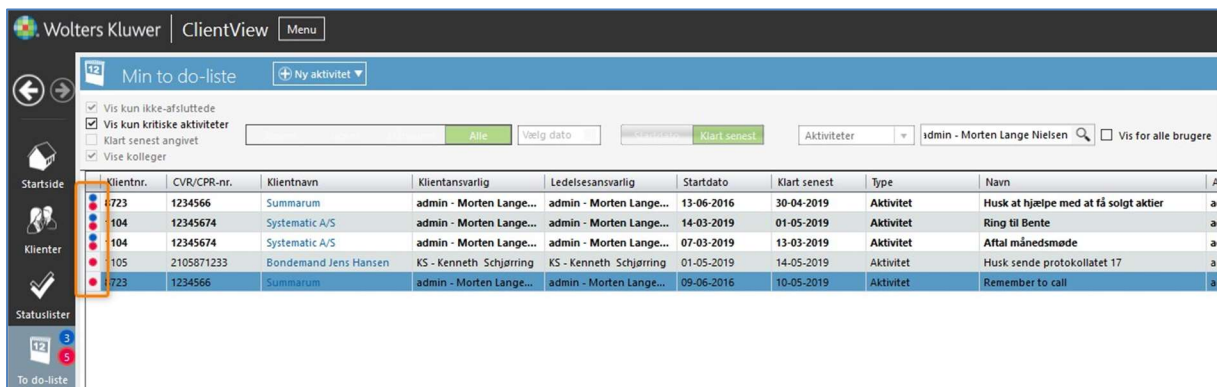 Wolters Kluwer ClientView Menu
12 Min to do-liste Ny aktivitet
Vis kun ikke-afsluttede
Vis kun kritiske aktiviteter
Klart senest angivet
Vise kolleger
Alle Vælg dato Startdato Klart senest Aktiviteter admin - Morten Lange Nielsen Vis for alle brugere
Startside
Klienter
Statuslister
12 3 5
To do-liste
Klientnr. CVR/CPR-nr. Klientnavn Klientansvarlig Ledelsesansvarlig Startdato Klart senest Type Navn A
8723 1234566 Summarum admin - Morten Lange... admin - Morten Lange... 13-06-2016 30-04-2019 Aktivitet Husk at hjælpe med at få solgt aktier a
1104 12345674 Systematic A/S admin - Morten Lange... admin - Morten Lange... 14-03-2019 01-05-2019 Aktivitet Ring til Bente a
1104 12345674 Systematic A/S admin - Morten Lange... admin - Morten Lange... 07-03-2019 13-03-2019 Aktivitet Aftal månedsmøde a
1105 2105871233 Bondemand Jens Hansen KS - Kenneth Schjørring KS - Kenneth Schjørring 01-05-2019 14-05-2019 Aktivitet Husk sende protokollatet 17 a
8723 1234566 Summarum admin - Morten Lange... admin - Morten Lange... 09-06-2016 10-05-2019 Aktivitet Remember to call a